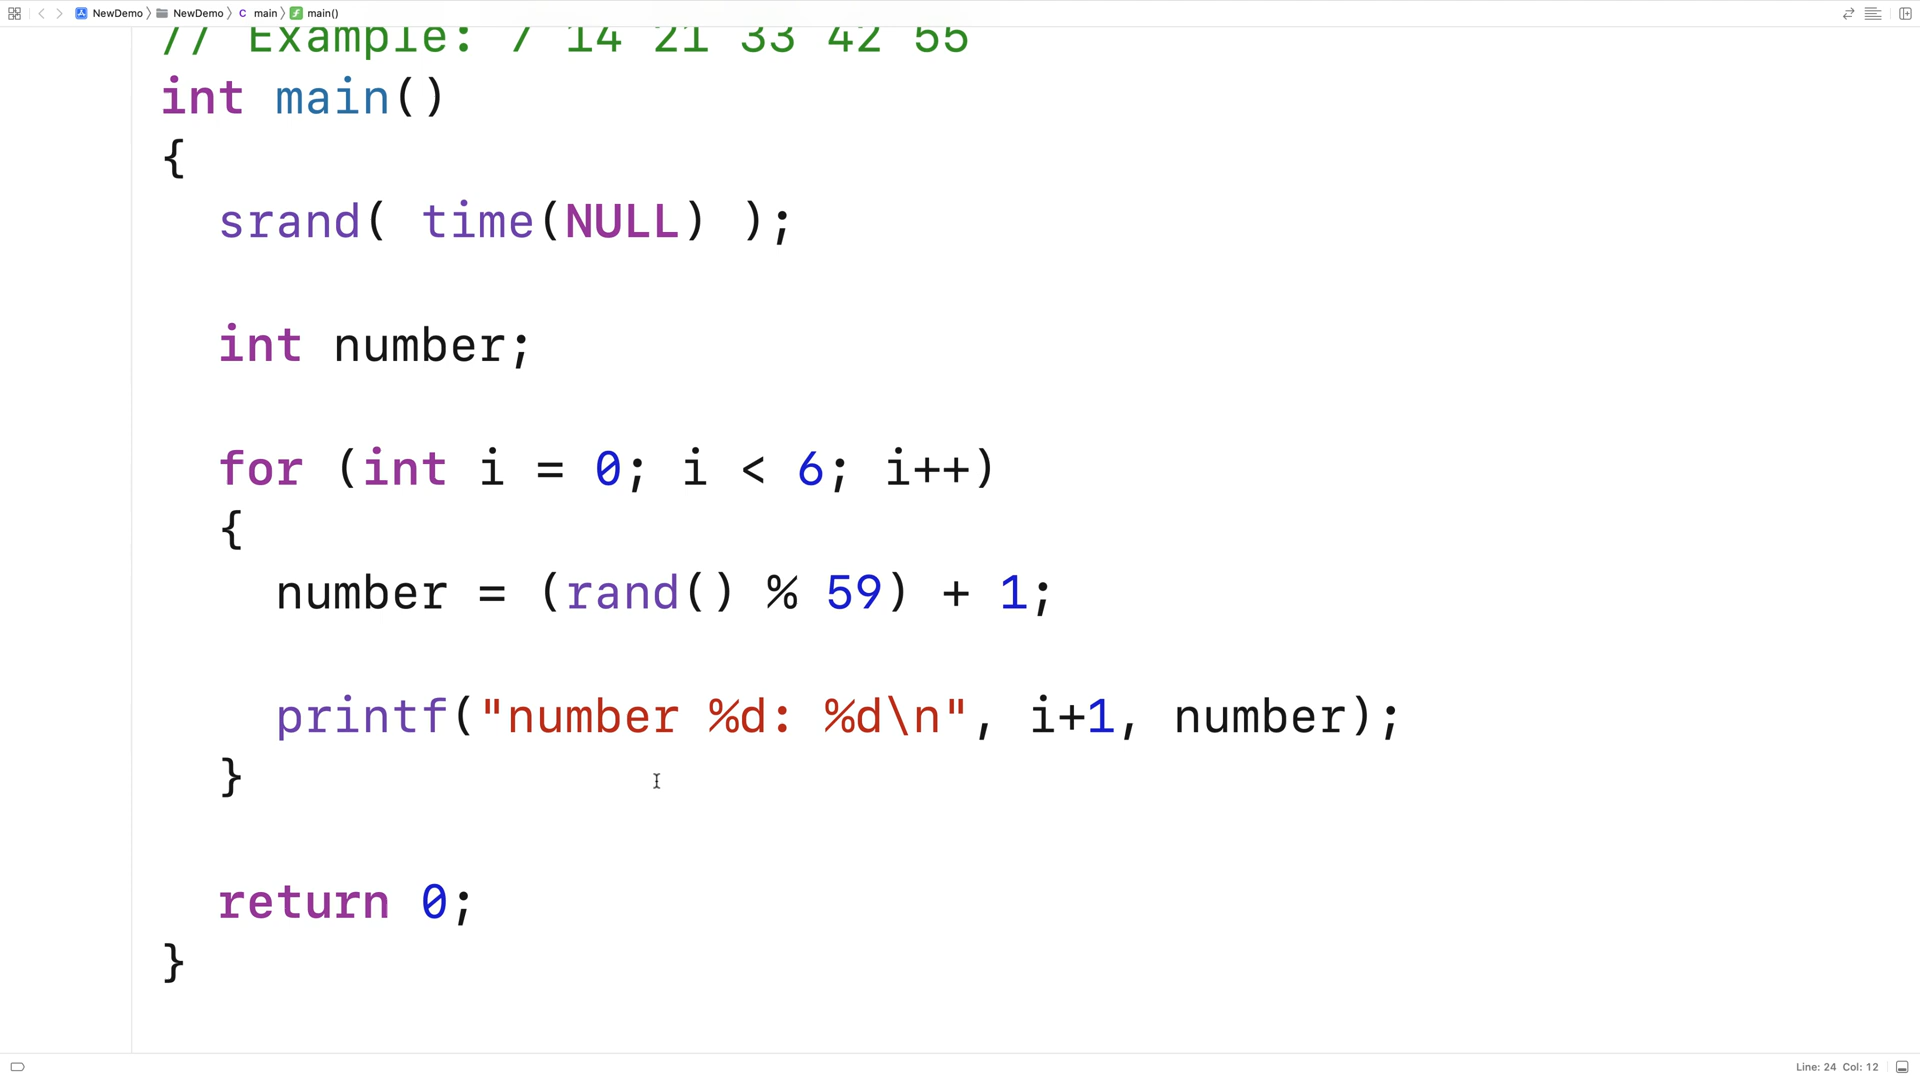 NewDemo NewDemo C main f main()
// Example: 7 14 21 33 42 55
int main()
{
srand( time(NULL) );
int number;
for (int i = 0; i < 6; i++)
{
number = (rand() % 59) + 1;
printf("number %d: %d\n", i+1, number);
}
return 0;
}
Line: 24 Col: 12